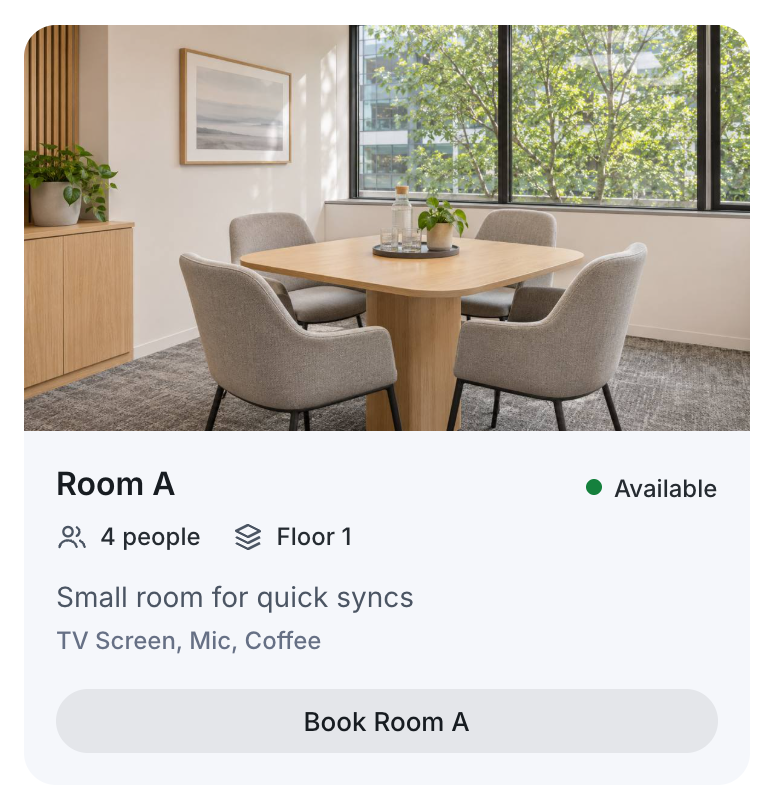 Room A
Available
4 people
Floor 1
Small room for quick syncs
TV Screen, Mic, Coffee
Book Room A